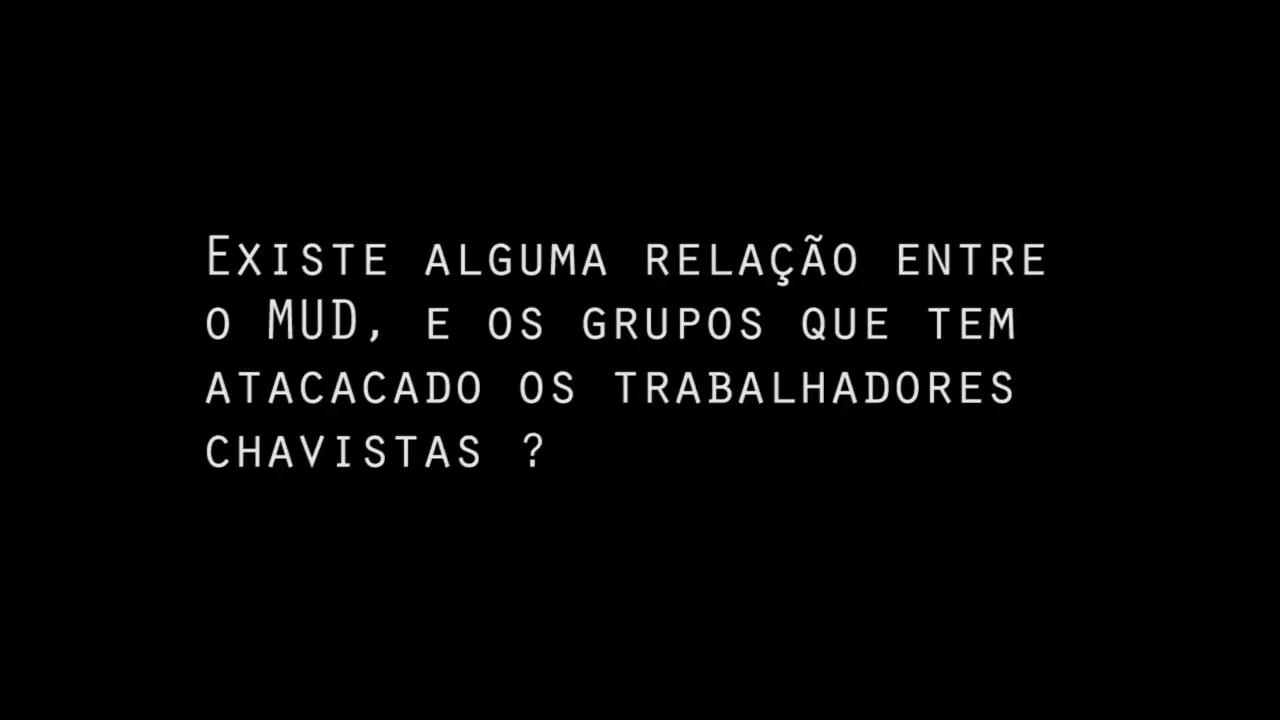 Existe alguma relação entre
o MUD, e os grupos que tem
atacacado os trabalhadores
chavistas ?